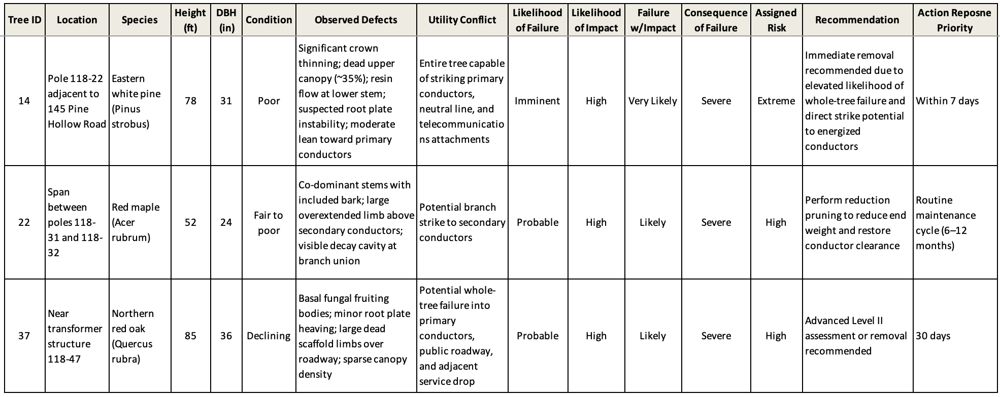 Tree ID
Location
Species
Height
(ft)
DBH
(in)
Condition
Observed Defects
Utility Conflict
Likelihood
of Failure
Likelihood
of Impact
Failure
w/Impact
Consequence
of Failure
Assigned
Risk
Recommendation
Action Reposne
Priority
14
Pole 118-22
adjacent to
145 Pine
Hollow Road
Eastern
white pine
(Pinus
strobus)
78
31
Poor
Significant crown
thinning; dead upper
canopy (~35%); resin
flow at lower stem;
suspected root plate
instability; moderate
lean toward primary
conductors
Entire tree capable
of striking primary
conductors,
neutral line, and
telecommunicatio
ns attachments
Imminent
High
Very Likely
Severe
Extreme
Immediate removal
recommended due to
elevated likelihood of
whole-tree failure and
direct strike potential
to energized
conductors
Within 7 days
22
Span
between
poles 118-
31 and 118-
32
Red maple
(Acer
rubrum)
52
24
Fair to
poor
Co-dominant stems with
included bark; large
overextended limb above
secondary conductors;
visible decay cavity at
branch union
Potential branch
strike to secondary
conductors
Probable
High
Likely
Severe
High
Perform reduction
pruning to reduce end
weight and restore
conductor clearance
Routine
maintenance
cycle (6–12
months)
37
Near
transformer
structure
118-47
Northern
red oak
(Quercus
rubra)
85
36
Declining
Basal fungal fruiting
bodies; minor root plate
heaving; large dead
scaffold limbs over
roadway; sparse canopy
density
Potential whole-
tree failure into
primary
conductors,
public roadway,
and adjacent
service drop
Probable
High
Likely
Severe
High
Advanced Level II
assessment or removal
recommended
30 days